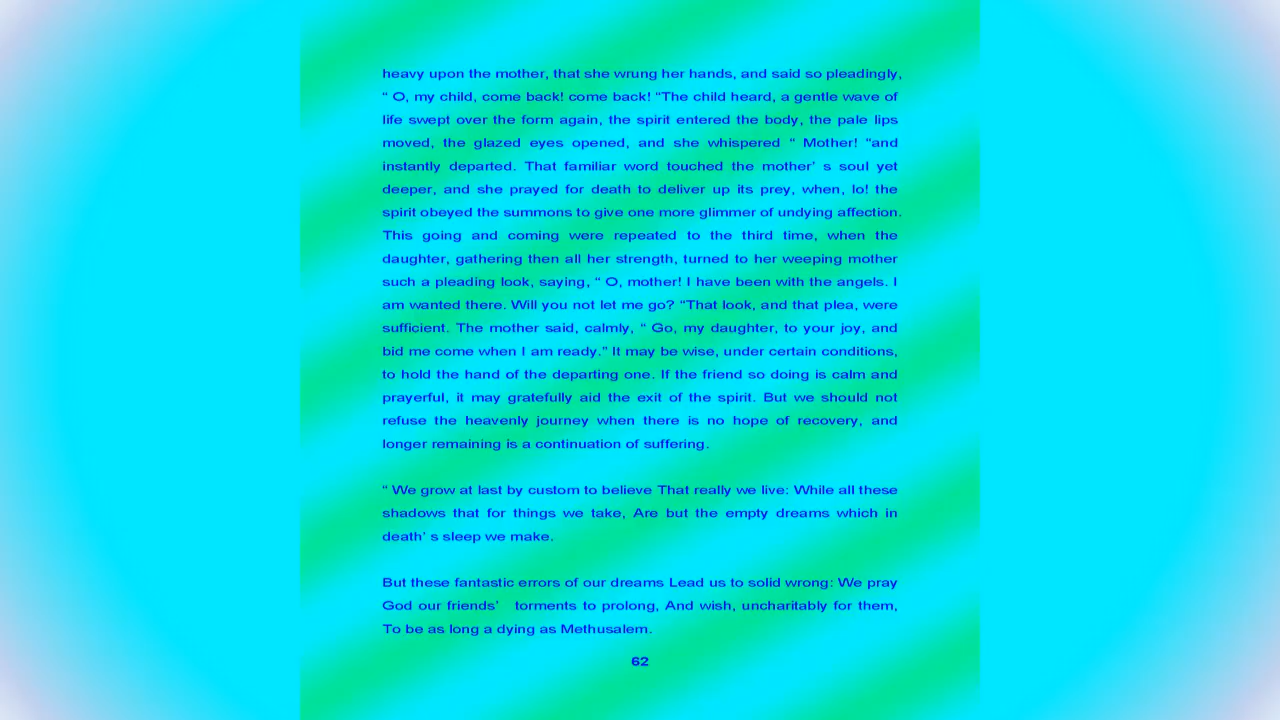 heavy upon the mother, that she wrung her hands, and said so pleadingly,
“ O, my child, come back! come back! “The child heard, a gentle wave of
life swept over the form again, the spirit entered the body, the pale lips
moved, the glazed eyes opened, and she whispered “ Mother! “and
instantly departed. That familiar word touched the mother’ s soul yet
deeper, and she prayed for death to deliver up its prey, when, lo! the
spirit obeyed the summons to give one more glimmer of undying affection.
This going and coming were repeated to the third time, when the
daughter, gathering then all her strength, turned to her weeping mother
such a pleading look, saying, “ O, mother! I have been with the angels. I
am wanted there. Will you not let me go? “That look, and that plea, were
sufficient. The mother said, calmly, “ Go, my daughter, to your joy, and
bid me come when I am ready.” It may be wise, under certain conditions,
to hold the hand of the departing one. If the friend so doing is calm and
prayerful, it may gratefully aid the exit of the spirit. But we should not
refuse the heavenly journey when there is no hope of recovery, and
longer remaining is a continuation of suffering.
“ We grow at last by custom to believe That really we live: While all these
shadows that for things we take, Are but the empty dreams which in
death’ s sleep we make.
But these fantastic errors of our dreams Lead us to solid wrong: We pray
God our friends’ torments to prolong, And wish, uncharitably for them,
To be as long a dying as Methusalem.
62